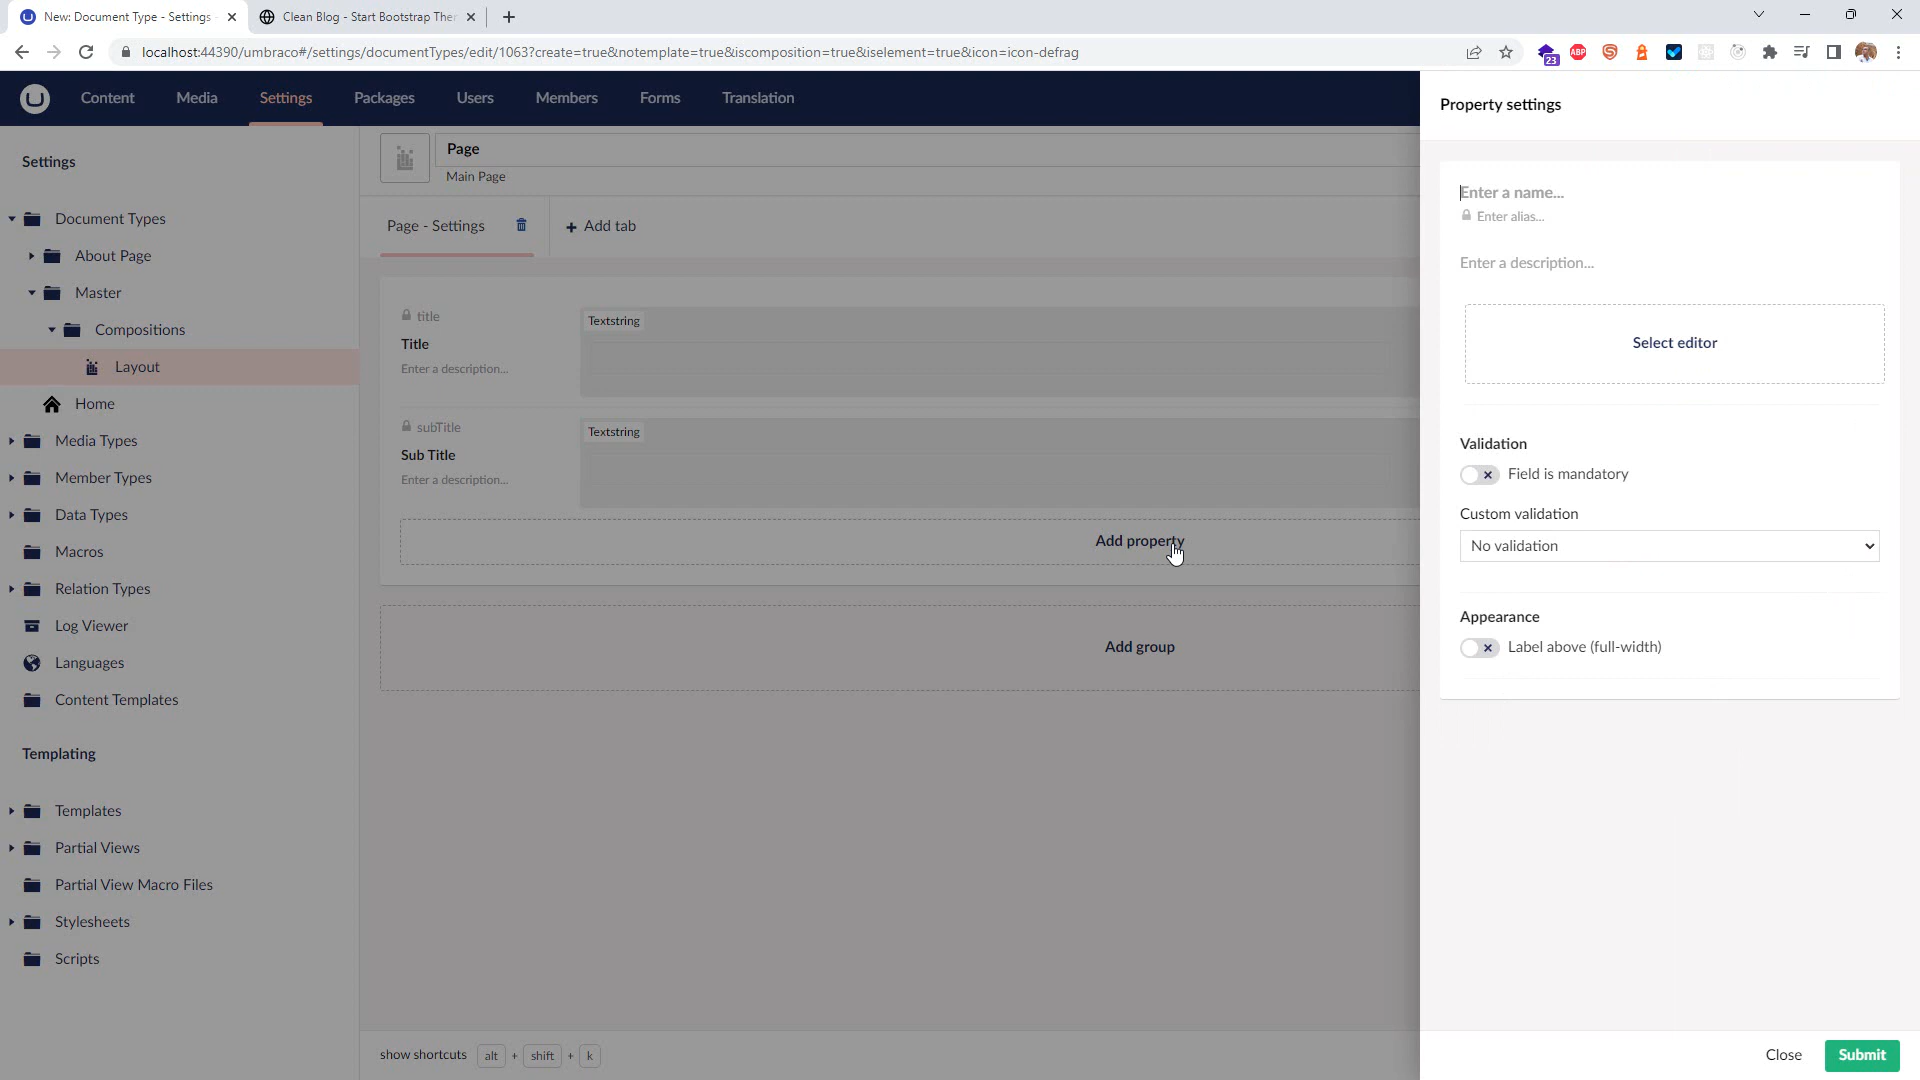 New: Document Type - Settings
Clean Blog - Start Bootstrap Ther
localhost:44390/umbraco#/settings/documentTypes/edit/1063?create=true&notemplate=true&iscomposition=true&iselement=true&icon=icon-defrag
23
ABP
Content
Media
Settings
Packages
Users
Members
Forms
Translation
Settings
Document Types
About Page
Master
Compositions
Layout
Home
Media Types
Member Types
Data Types
Macros
Relation Types
Log Viewer
Languages
Content Templates
Templating
Templates
Partial Views
Partial View Macro Files
Stylesheets
Scripts
Page
Main Page
Page - Settings
+ Add tab
title
Title
Enter a description...
Textstring
subTitle
Sub Title
Enter a description...
Textstring
Add property
Add group
show shortcuts alt + shift + k
Property settings
Enter a name...
Enter alias...
Enter a description...
Select editor
Validation
Field is mandatory
Custom validation
No validation
Appearance
Label above (full-width)
Close
Submit